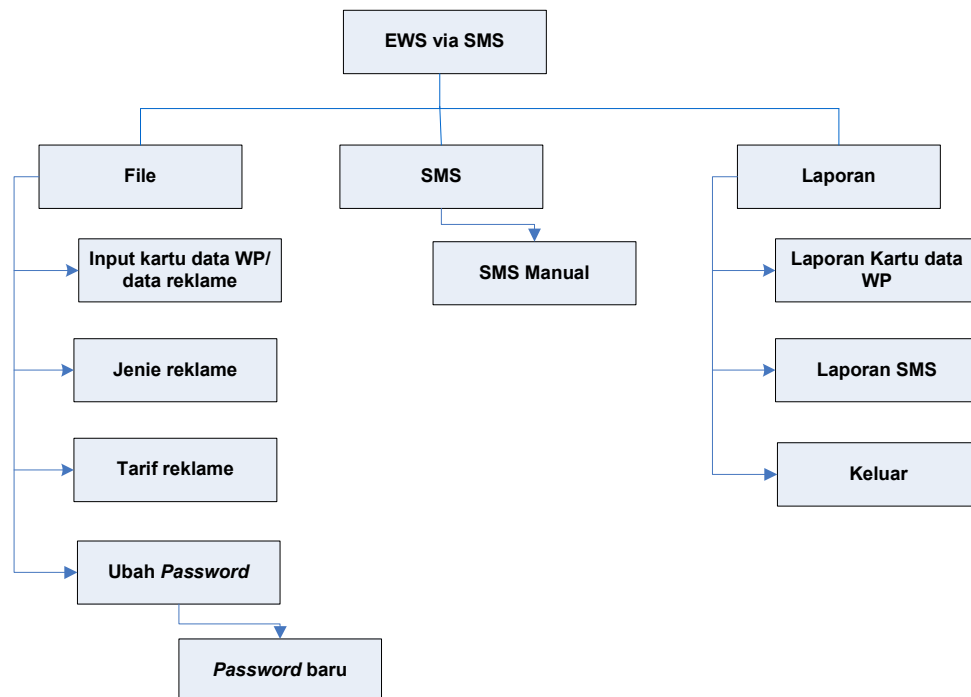 EWS via SMS
File
SMS
Laporan
Input kartu data WP/
data reklame
SMS Manual
Laporan Kartu data
WP
Jenie reklame
Laporan SMS
Tarif reklame
Keluar
Ubah Password
Password baru